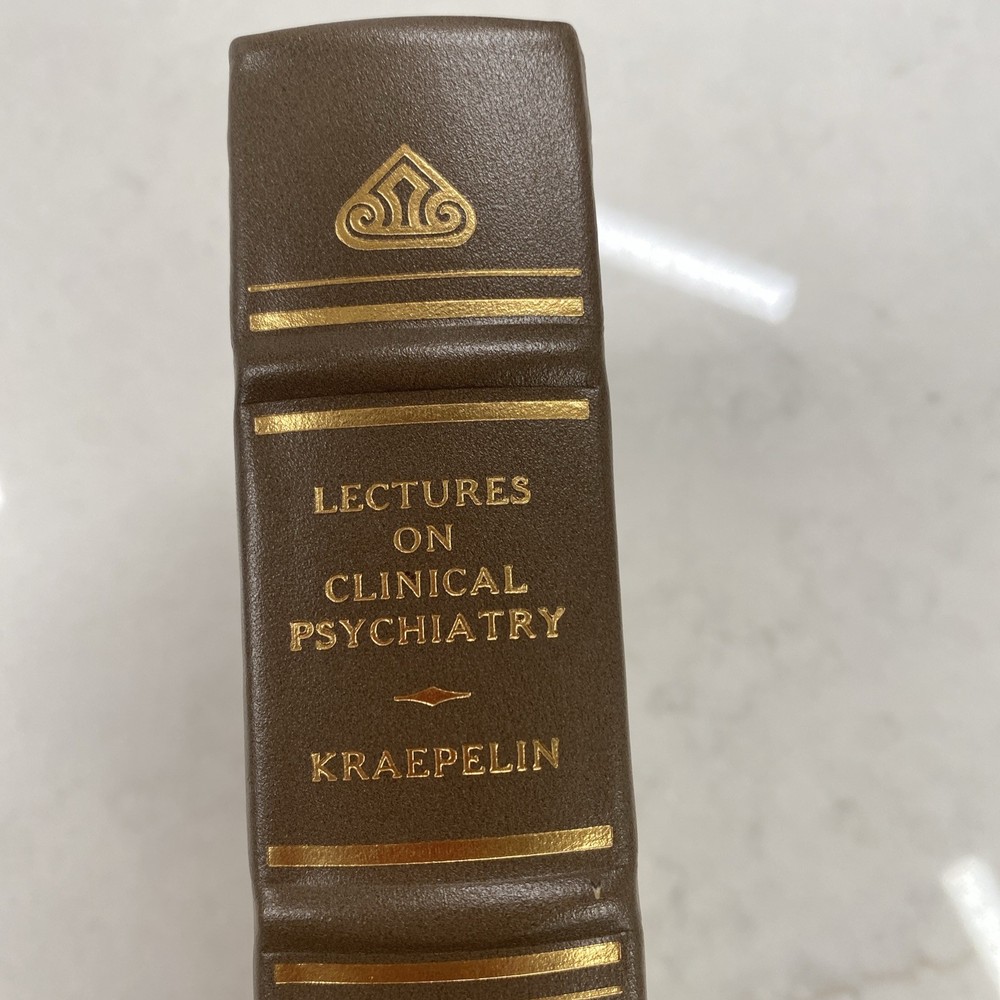 LECTURES
ON
CLINICAL
PSYCHIATRY
KRAEPELIN